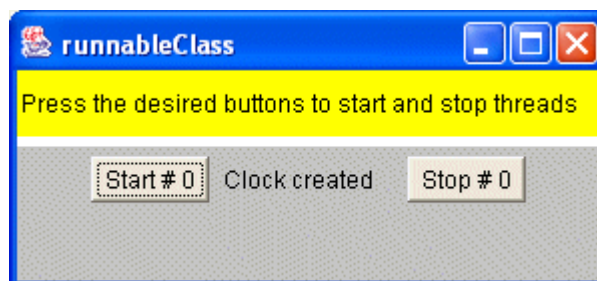 runnableClass
Press the desired buttons to start and stop threads
Start # 0 Clock created Stop # 0